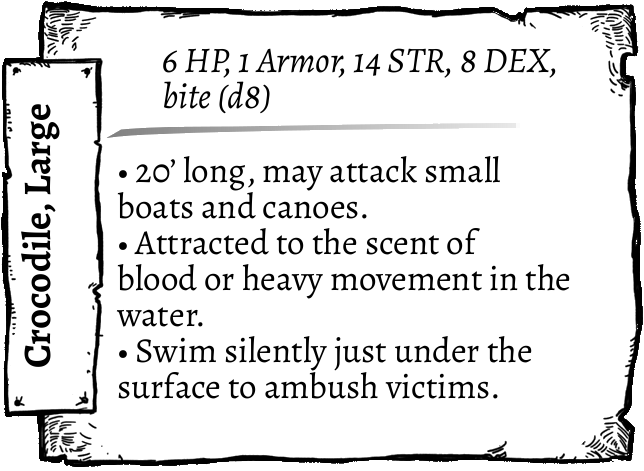 Crocodile, Large
6 HP, 1 Armor, 14 STR, 8 DEX,
bite (d8)
• 20’ long, may attack small
boats and canoes.
• Attracted to the scent of
blood or heavy movement in the
water.
• Swim silently just under the
surface to ambush victims.